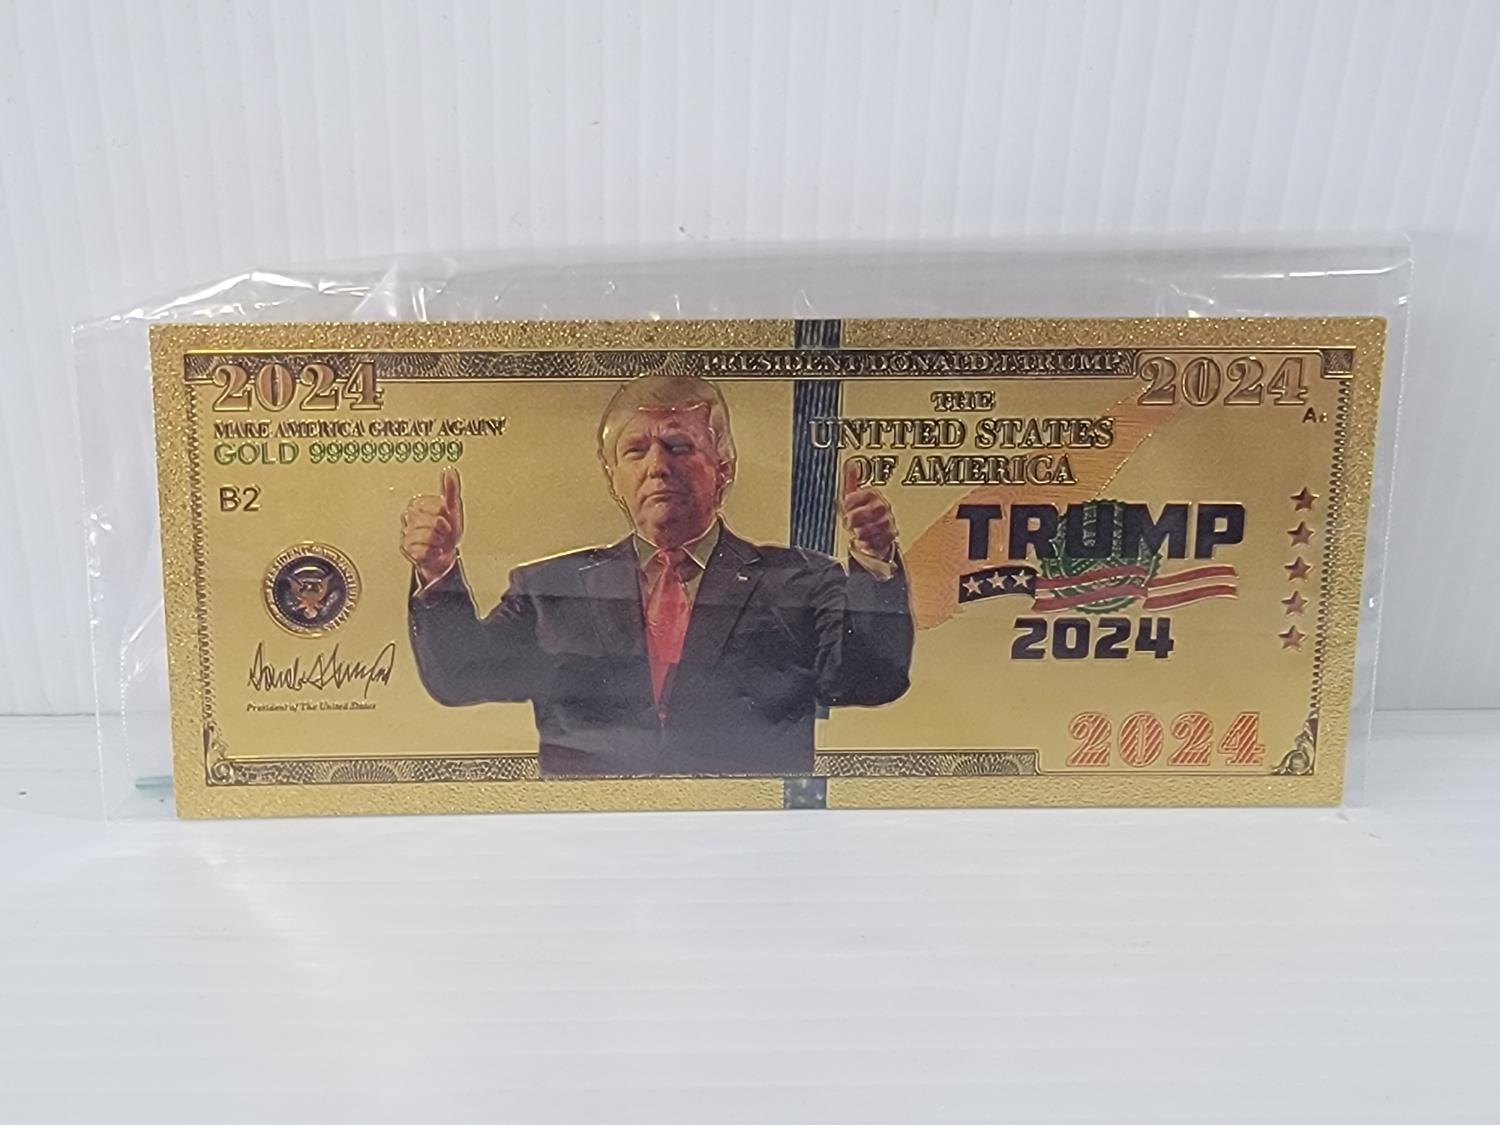 PRESIDENT DONALD J. TRUMP
2024
2024
MAKE AMERICA GREAT AGAIN!
GOLD 999999999
B2
THE
UNITED STATES
OF AMERICA
TRUMP
2024
President of The United States
2024